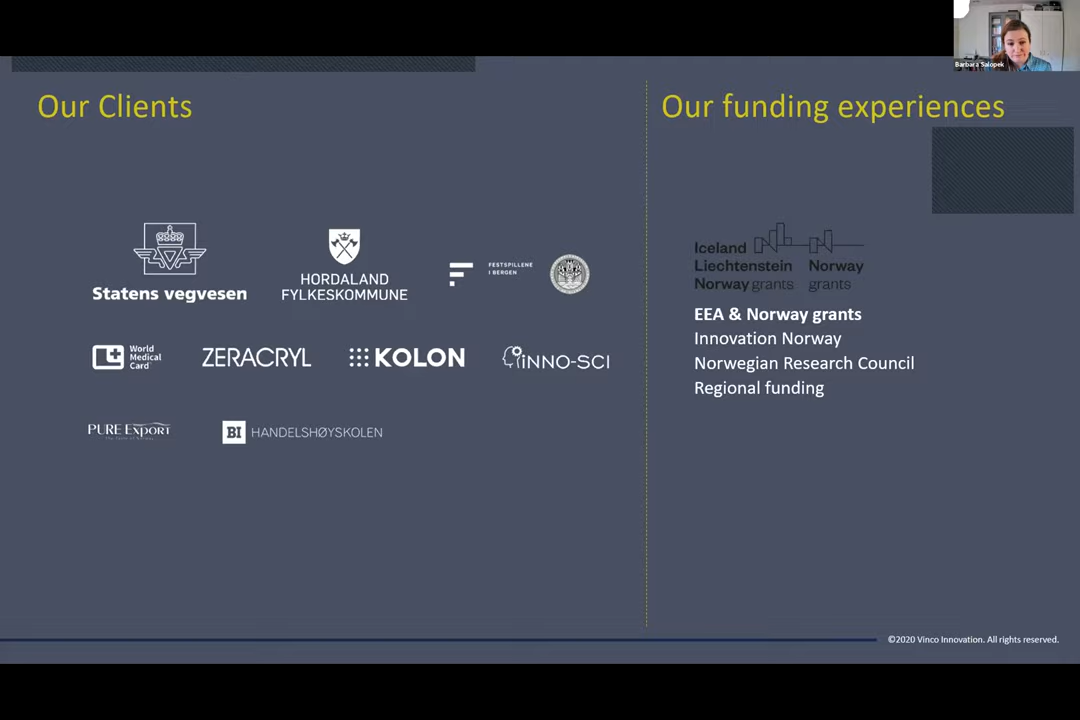 Barbara Salopek
Our Clients
Our funding experiences
Statens vegvesen
HORDALAND
FYLKESKOMMUNE
FESTSPILLENE
I BERGEN
World
Medical
Card
ZERACRYL
KOLON
INNO-SCI
PURE EXPORT
BI HANDELSHØYSKOLEN
Iceland
Liechtenstein Norway
Norway grants grants
EEA & Norway grants
Innovation Norway
Norwegian Research Council
Regional funding
©2020 Vinco Innovation. All rights reserved.